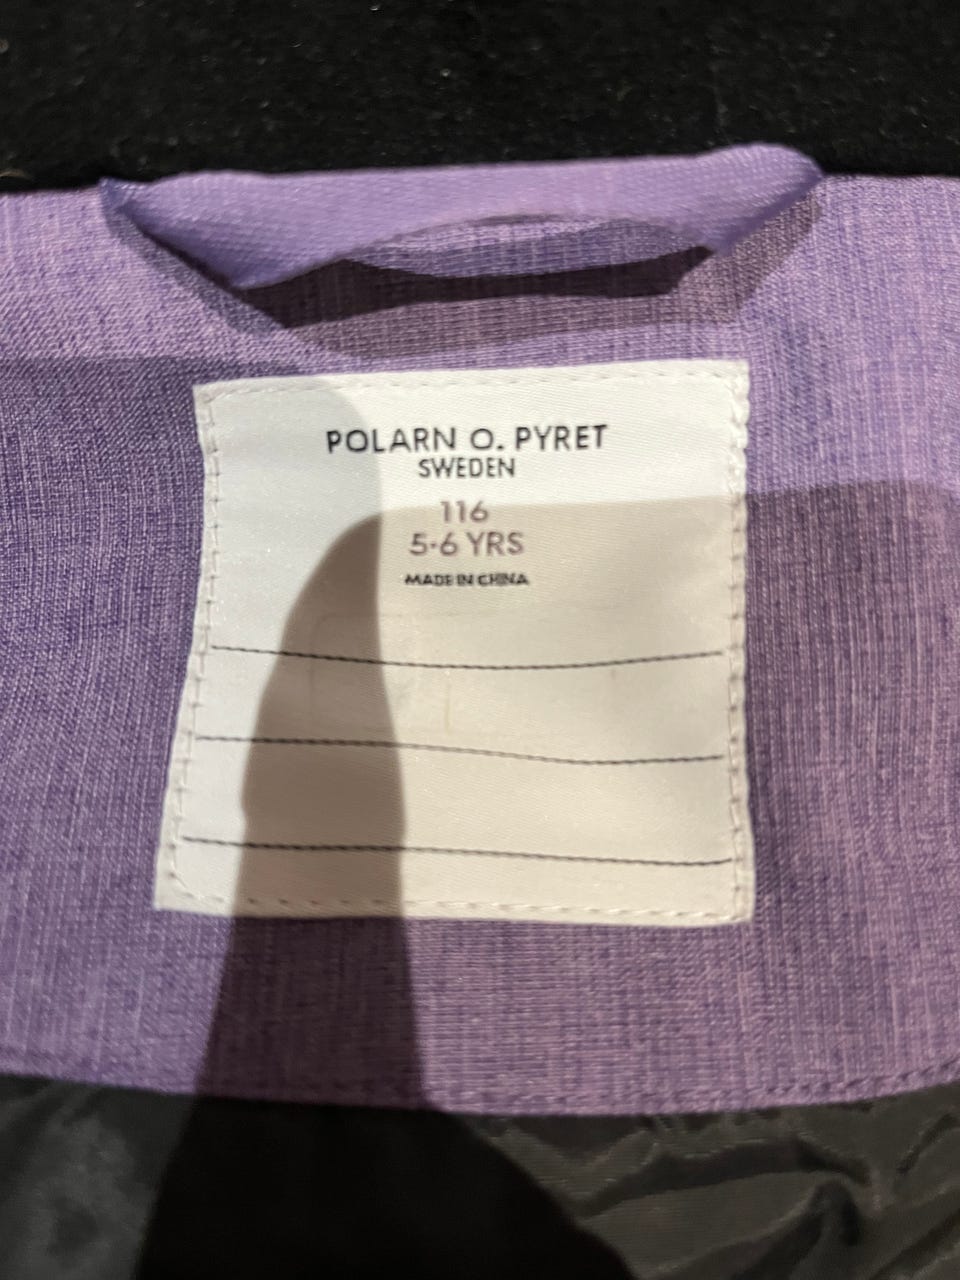 POLARN O. PYRET
SWEDEN
116
5-6 YRS
MADE IN CHINA